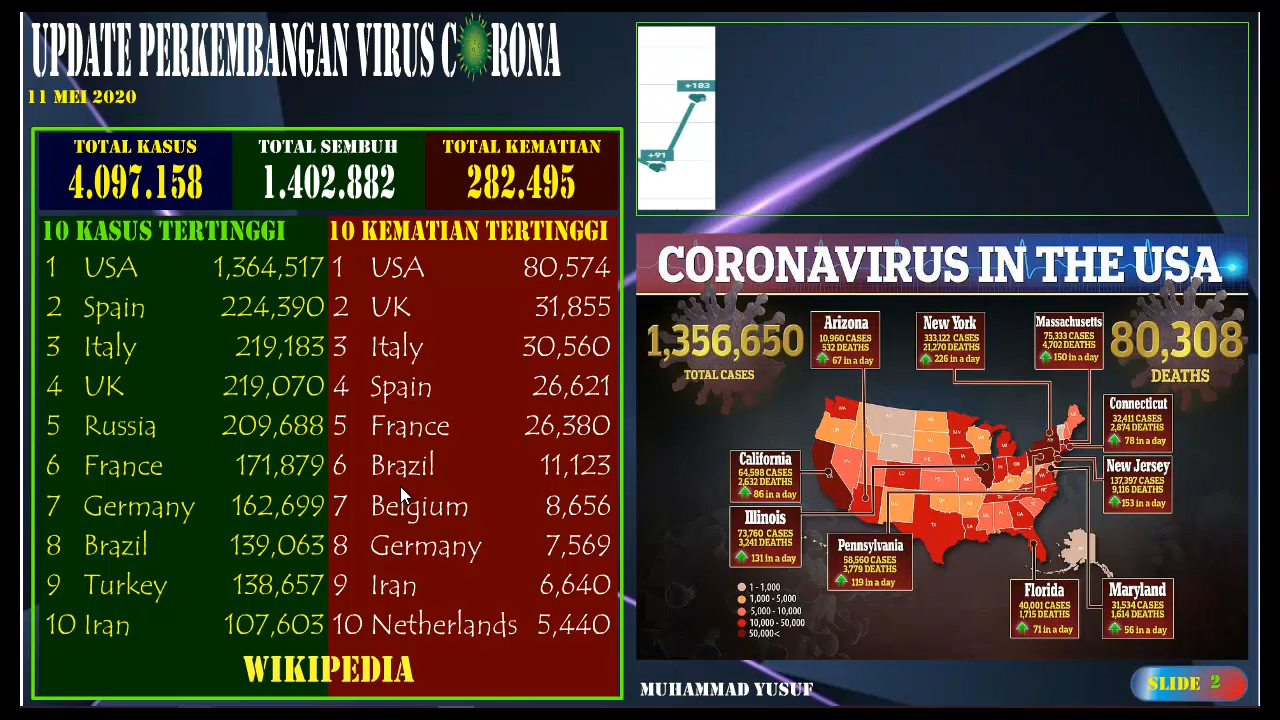 UPDATE PERKEMBANGAN VIRUS CORONA
11 MEI 2020
TOTAL KASUS
4.097.158
TOTAL SEMBUH
1.402.882
TOTAL KEMATIAN
282.495
10 KASUS TERTINGGI
1 USA 1,364,517
2 Spain 224,390
3 Italy 219,183
4 UK 219,070
5 Russia 209,688
6 France 171,879
7 Germany 162,699
8 Brazil 139,063
9 Turkey 138,657
10 Iran 107,603
10 KEMATIAN TERTINGGI
1 USA 80,574
2 UK 31,855
3 Italy 30,560
4 Spain 26,621
5 France 26,380
6 Brazil 11,123
7 Belgium 8,656
8 Germany 7,569
9 Iran 6,640
10 Netherlands 5,440
WIKIPEDIA
+183
+91
CORONAVIRUS IN THE USA
1,356,650
TOTAL CASES
80,308
DEATHS
Arizona
10,960 CASES
532 DEATHS
67 in a day
New York
333,122 CASES
21,270 DEATHS
226 in a day
Massachusetts
75,333 CASES
4,702 DEATHS
150 in a day
Connecticut
32,411 CASES
2,874 DEATHS
78 in a day
New Jersey
137,397 CASES
9,116 DEATHS
153 in a day
California
64,598 CASES
2,632 DEATHS
86 in a day
Illinois
73,760 CASES
3,241 DEATHS
131 in a day
Pennsylvania
58,560 CASES
3,779 DEATHS
119 in a day
Florida
40,001 CASES
1,715 DEATHS
71 in a day
Maryland
31,534 CASES
1,614 DEATHS
56 in a day
1 - 1,000
1,000 - 5,000
5,000 - 10,000
10,000 - 50,000
50,000<
MUHAMMAD YUSUF
SLIDE 2